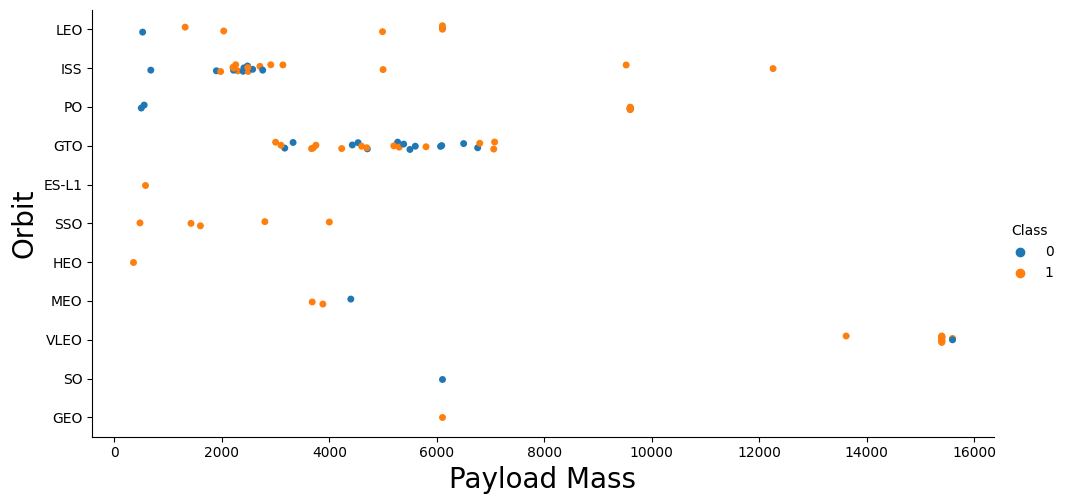 LEO
ISS
PO
GTO
ES-L1
SSO
HEO
MEO
VLEO
SO
GEO
Orbit
0 2000 4000 6000 8000 10000 12000 14000 16000
Payload Mass
Class
0
1